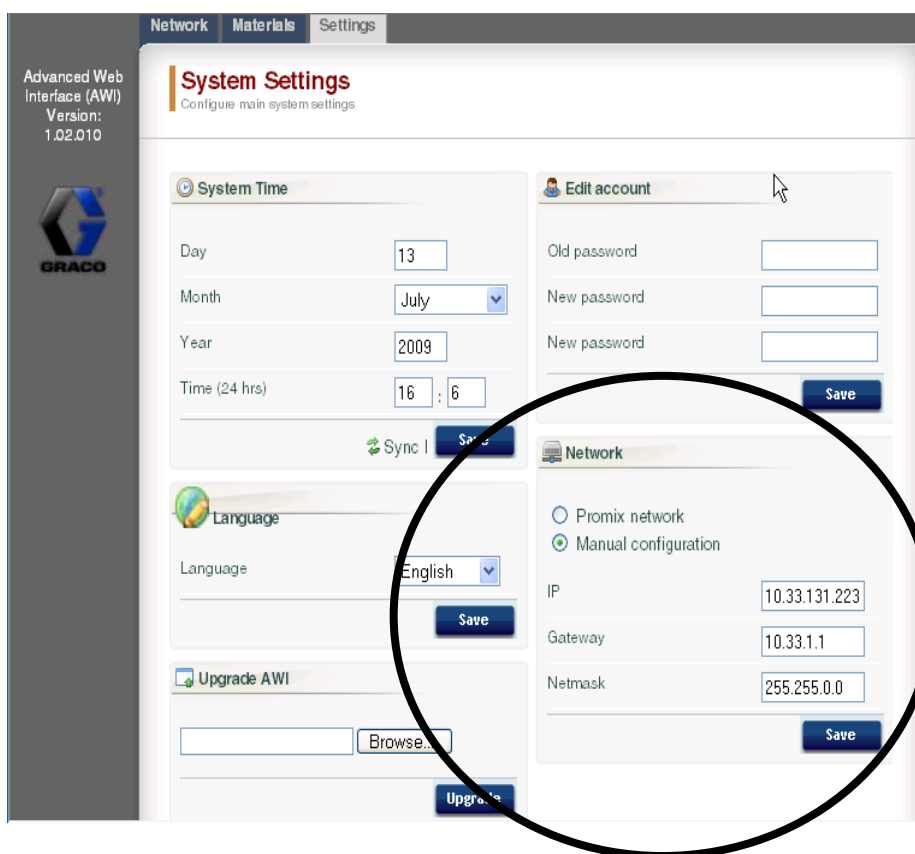 Network Materials Settings
Advanced Web
Interface (AWI)
Version:
1.02.010
GRACO
System Settings
Configure main system settings
System Time
Day 13
Month July
Year 2009
Time (24 hrs) 16 : 6
Sync | Save
Language
Language English
Save
Upgrade AWI
Browse...
Upgrade
Edit account
Old password
New password
New password
Save
Network
Promix network
Manual configuration
IP 10.33.131.223
Gateway 10.33.1.1
Netmask 255.255.0.0
Save